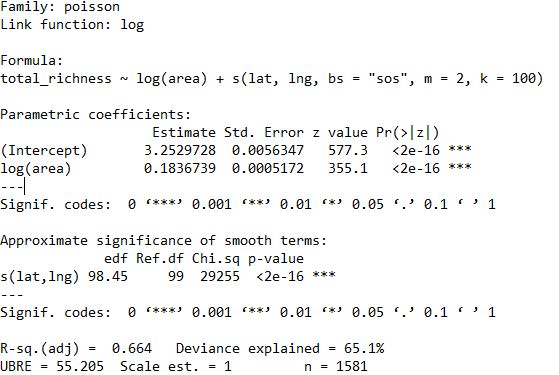 Family: poisson
Link function: log
Formula:
total_richness ~ log(area) + s(lat, lng, bs = "sos", m = 2, k = 100)
Parametric coefficients:
Estimate Std. Error z value Pr(>|z|)
(Intercept) 3.2529728 0.0056347 577.3 <2e-16 ***
log(area) 0.1836739 0.0005172 355.1 <2e-16 ***
---
Signif. codes: 0 ‘***’ 0.001 ‘**’ 0.01 ‘*’ 0.05 ‘.’ 0.1 ‘ ’ 1
Approximate significance of smooth terms:
edf Ref.df Chi.sq p-value
s(lat,lng) 98.45 99 29255 <2e-16 ***
---
Signif. codes: 0 ‘***’ 0.001 ‘**’ 0.01 ‘*’ 0.05 ‘.’ 0.1 ‘ ’ 1
R-sq.(adj) = 0.664 Deviance explained = 65.1%
UBRE = 55.205 Scale est. = 1 n = 1581